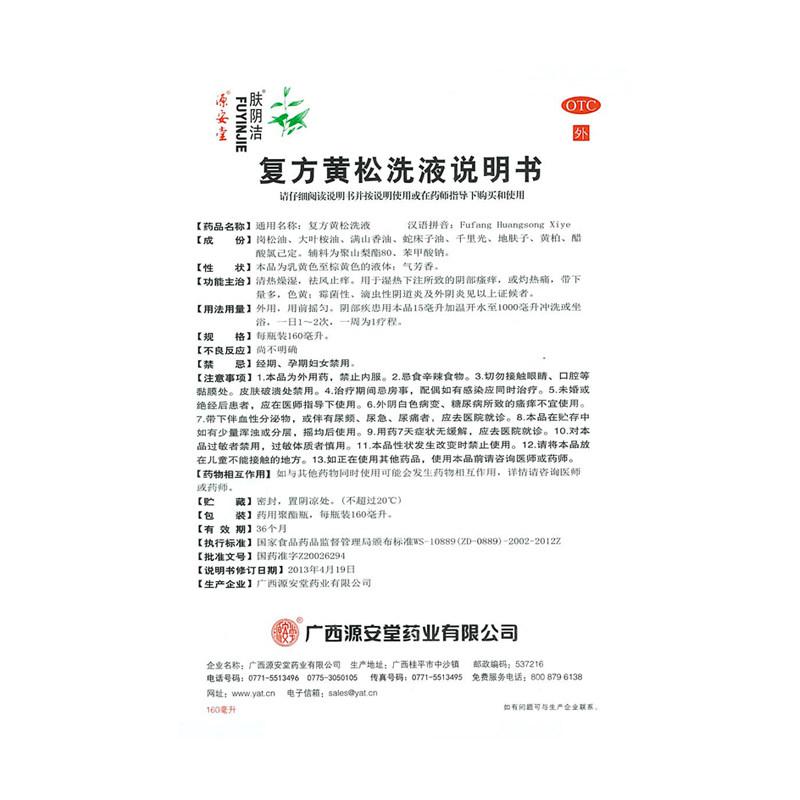 源安堂®
肤阴洁®
FUYINJIE
OTC
外
复方黄松洗液说明书
请仔细阅读说明书并按说明使用或在药师指导下购买和使用
【药品名称】通用名称：复方黄松洗液 汉语拼音：Fufang Huangsong Xiye
【成 份】岗松油、大叶桉油、满山香油、蛇床子油、千里光、地肤子、黄柏、醋
酸氯己定。辅料为聚山梨酯80、苯甲酸钠。
【性 状】本品为乳黄色至棕黄色的液体；气芳香。
【功能主治】清热燥湿，祛风止痒。用于湿热下注所致的阴部瘙痒，或灼热痛，带下
量多，色黄；霉菌性、滴虫性阴道炎及外阴炎见以上证候者。
【用法用量】外用，用前摇匀。阴部疾患用本品15毫升加温开水至1000毫升冲洗或坐
浴，一日1～2次，一周为1疗程。
【规 格】每瓶装160毫升。
【不良反应】尚不明确
【禁 忌】经期、孕期妇女禁用。
【注意事项】1.本品为外用药，禁止内服。2.忌食辛辣食物。3.切勿接触眼睛、口腔等
黏膜处。皮肤破溃处禁用。4.治疗期间忌房事，配偶如有感染应同时治疗。5.未婚或
绝经后患者，应在医师指导下使用。6.外阴白色病变、糖尿病所致的瘙痒不宜使用。
7.带下伴血性分泌物，或伴有尿频、尿急、尿痛者，应去医院就诊。8.本品在贮存中
如有少量浑浊或分层，摇均后使用。9.用药7天症状无缓解，应去医院就诊。10.对本
品过敏者禁用，过敏体质者慎用。11.本品性状发生改变时禁止使用。12.请将本品放
在儿童不能接触的地方。13.如正在使用其他药品，使用本品前请咨询医师或药师。
【药物相互作用】如与其他药物同时使用可能会发生药物相互作用，详情请咨询医师
或药师。
【贮 藏】密封，置阴凉处。（不超过20℃）
【包 装】药用聚酯瓶，每瓶装160毫升。
【有 效 期】36个月
【执行标准】国家食品药品监督管理局颁布标准WS-10889(ZD-0889)-2002-2012Z
【批准文号】国药准字Z20026294
【说明书修订日期】2013年4月19日
【生产企业】广西源安堂药业有限公司
®广西源安堂药业有限公司
企业名称：广西源安堂药业有限公司 生产地址：广西桂平市中沙镇 邮政编码：537216
电话号码：0771-5513496 0775-3050105 传真号码：0771-5513495 免费服务电话：800 879 6138
网址：www.yat.cn 电子信箱：sales@yat.cn
160毫升
如有问题可与生产企业联系。